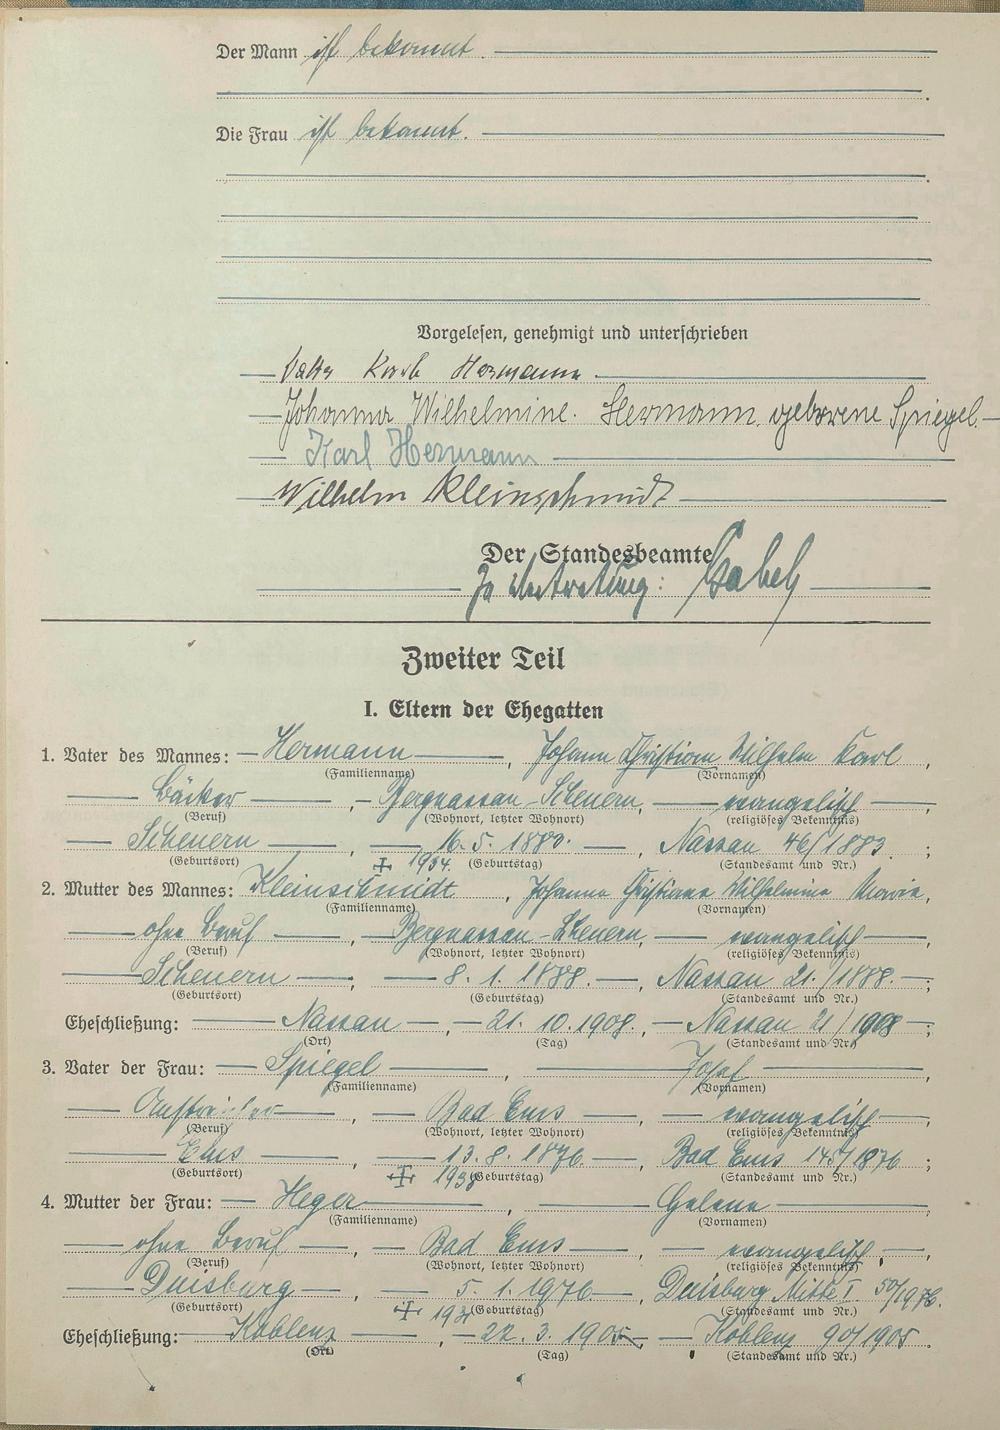 Der Mann ist bekannt.
Die Frau ist bekannt.
Vorgelesen, genehmigt und unterschrieben
Karl Hermann
Johanna Wilhelmine Hermann geborene Spiegel.
Karl Hermann
Wilhelm Kleinschmidt
Der Standesbeamte
In Vertretung:
Zweiter Teil
I. Eltern der Ehegatten
1. Vater des Mannes: Hermann, Johann Christian Wilhelm Karl,
(Familienname) (Vornamen)
Bäcker, Bergnassau-Scheuern, evangelisch,
(Beruf) (Wohnort, letzter Wohnort) (religiöses Bekenntnis)
Scheuern, 16. 5. 1880., Nassau 46/1883.;
(Geburtsort) ✝ 1934. (Geburtstag) (Standesamt und Nr.)
2. Mutter des Mannes: Kleinschmidt, Johanna Christiane Wilhelmine Marie,
(Familienname) (Vornamen)
ohne Beruf, Bergnassau-Scheuern, evangelisch,
(Beruf) (Wohnort, letzter Wohnort) (religiöses Bekenntnis)
Scheuern, 8. 1. 1888., Nassau 21./1888.;
(Geburtsort) (Geburtstag) (Standesamt und Nr.)
Eheschließung: Nassau, 21. 10. 1908., Nassau 21/1908;
(Ort) (Tag) (Standesamt und Nr.)
3. Vater der Frau: Spiegel, Josef,
(Familienname) (Vornamen)
Anstreicher, Bad Ems, evangelisch,
(Beruf) (Wohnort, letzter Wohnort) (religiöses Bekenntnis)
Ems, 13. 8. 1876., Bad Ems 145/1876;
(Geburtsort) ✝ (Geburtstag) (Standesamt und Nr.)
4. Mutter der Frau: Heger, Helene,
(Familienname) (Vornamen)
ohne Beruf, Bad Ems, evangelisch,
(Beruf) (Wohnort, letzter Wohnort) (religiöses Bekenntnis)
Duisburg, 5. 1. 1976., Duisburg Mitte I. 50/1976.
(Geburtsort) ✝ (Geburtstag) (Standesamt und Nr.)
Eheschließung: Koblenz, 22. 3. 1905, Koblenz 90/1905.
(Ort) (Tag) (Standesamt und Nr.)